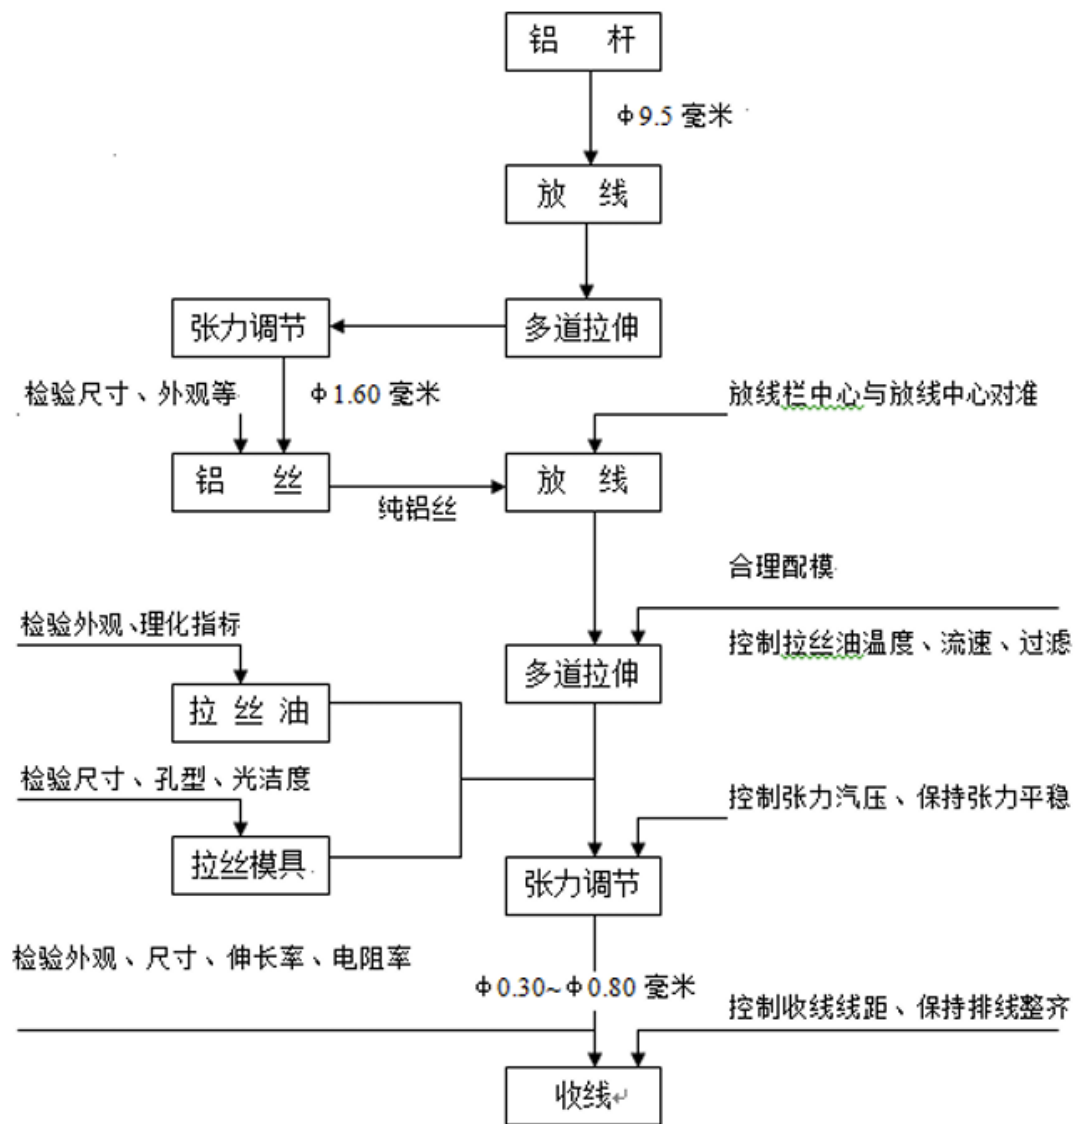 铝 杆
φ9.5 毫米
放 线
张力调节
多道拉伸
检验尺寸、外观等
φ1.60 毫米
放线栏中心与放线中心对准
铝 丝
放 线
纯铝丝
合理配模
检验外观、理化指标
控制拉丝油温度、流速、过滤
多道拉伸
拉 丝 油
检验尺寸、孔型、光洁度
控制张力汽压、保持张力平稳
拉丝模具
张力调节
检验外观、尺寸、伸长率、电阻率
φ0.30~φ0.80 毫米
控制收线线距、保持排线整齐
收线↵